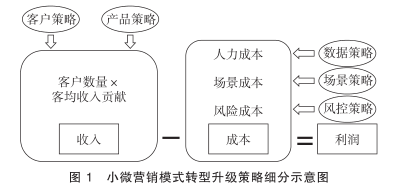 客户策略
产品策略
客户数量×
客均收入贡献
收入
人力成本
场景成本
风险成本
成本
数据策略
场景策略
风控策略
利润
图 1 小微营销模式转型升级策略细分示意图